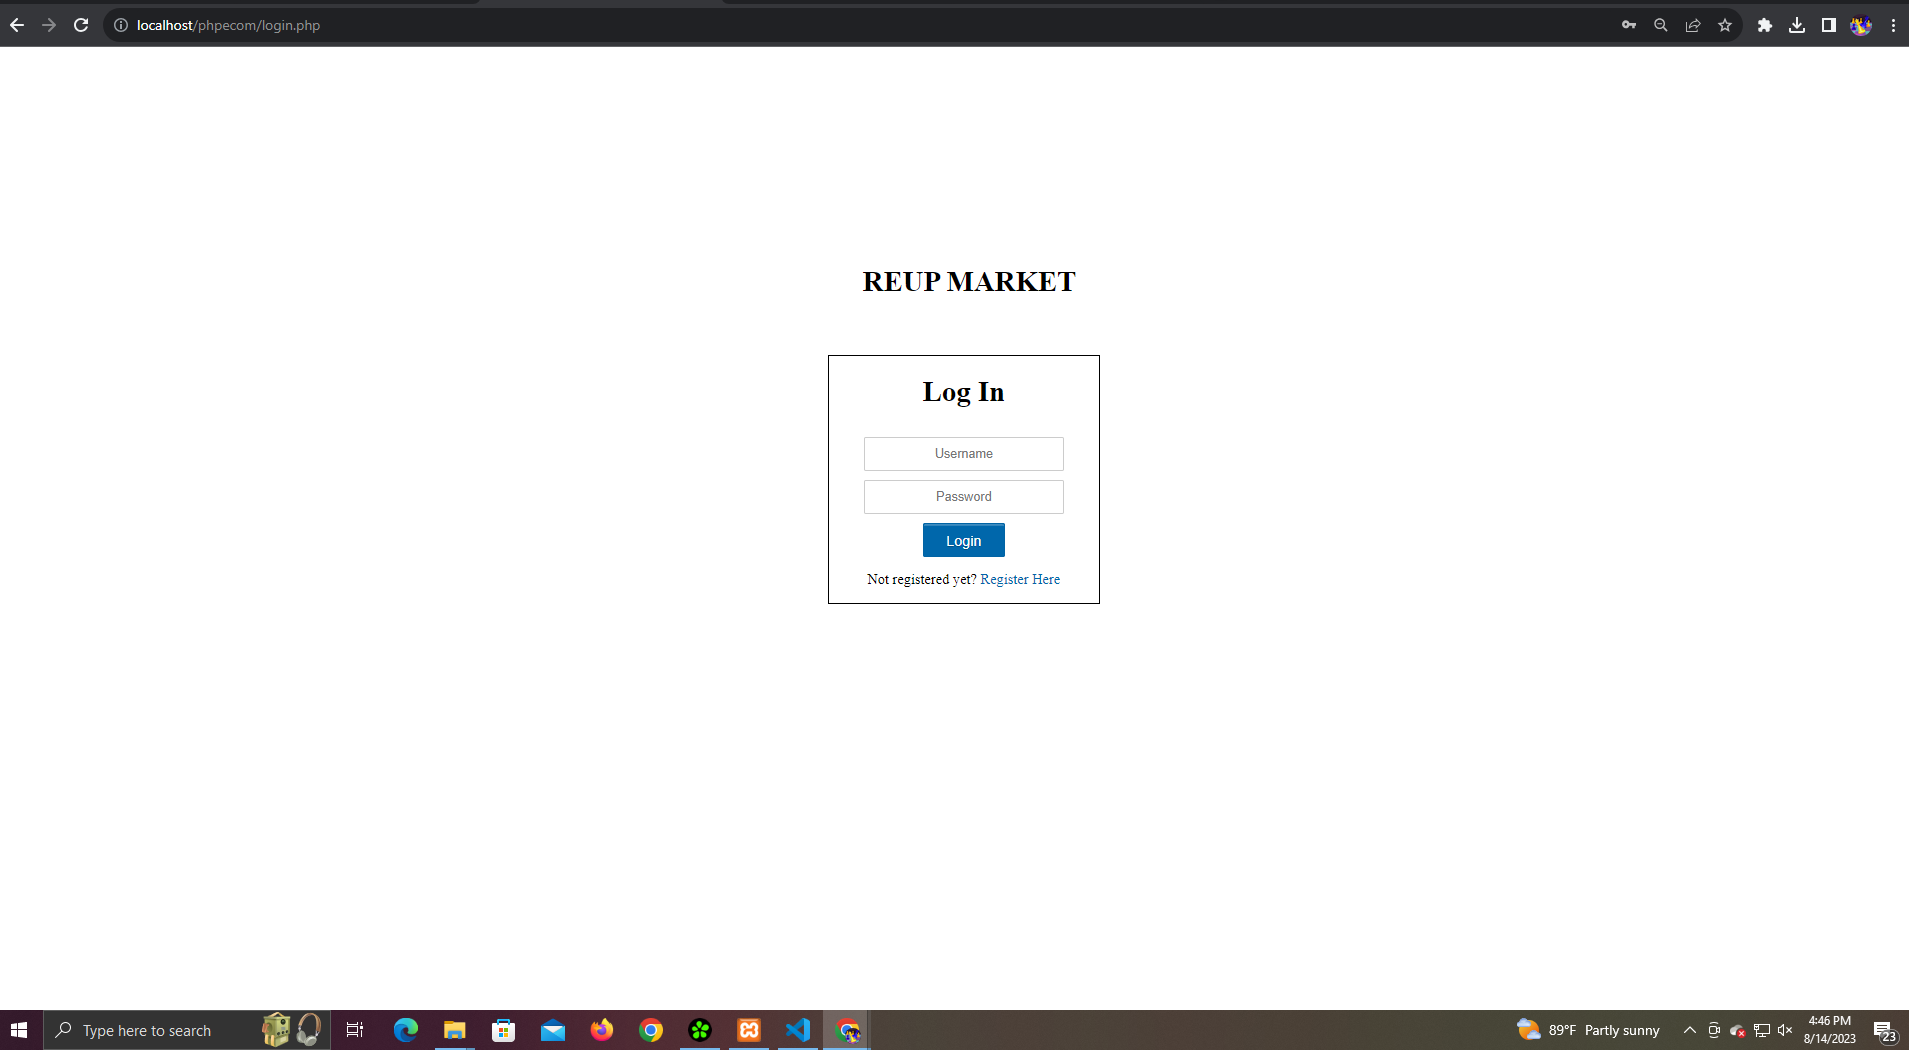 localhost/phpecom/login.php
REUP MARKET
Log In
Username
Password
Login
Not registered yet? Register Here
Type here to search
89°F Partly sunny
4:46 PM
8/14/2023
23